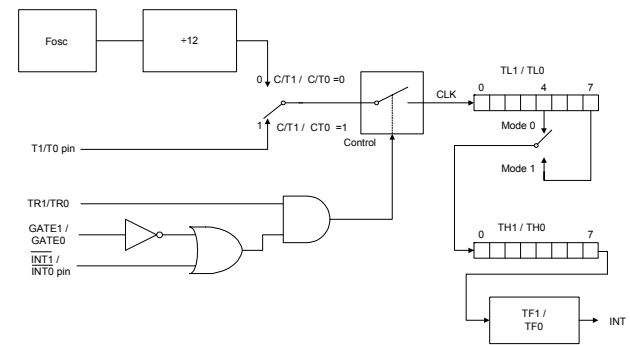 Fosc
÷12
0 C/T1 / C/T0 =0
1 C/T1 / CT0 =1
T1/T0 pin
Control
CLK
TL1 / TL0
0 4 7
Mode 0
Mode 1
TR1/TR0
GATE1 /
GATE0
INT1 /
INT0 pin
TH1 / TH0
0 7
TF1 /
TF0
INT